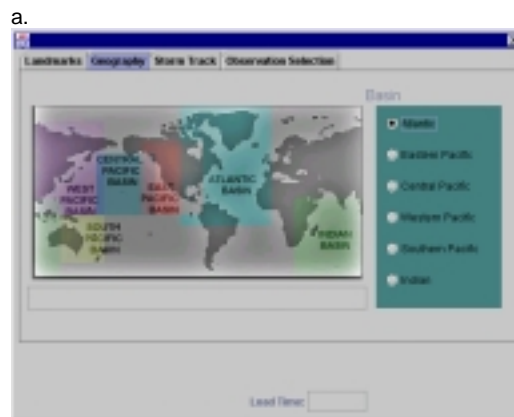 a.
Landmarks Geography Storm Track Observation Selection
Basin
Atlantic
Eastern Pacific
Central Pacific
Western Pacific
Southern Pacific
Indian
CENTRAL PACIFIC BASIN
WEST PACIFIC BASIN
EAST PACIFIC BASIN
ATLANTIC BASIN
SOUTH PACIFIC BASIN
INDIAN BASIN
Lead Time: